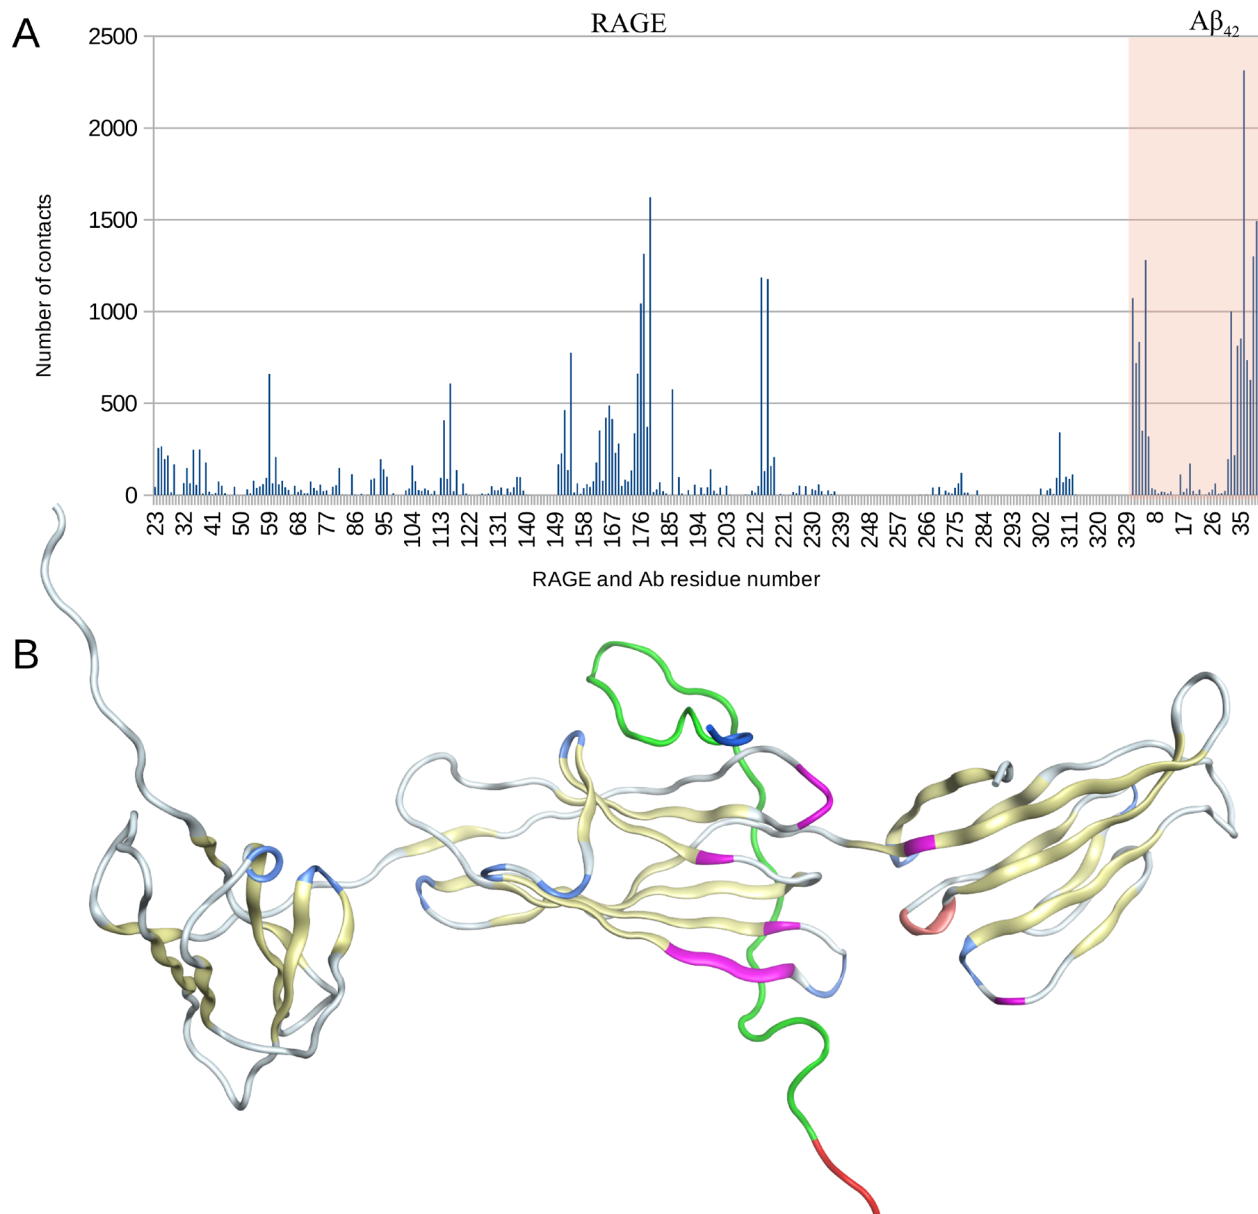 A
RAGE
Aβ42
2500
2000
1500
1000
500
0
Number of contacts
23 32 41 50 59 68 77 86 95 104 113 122 131 140 149 158 167 176 185 194 203 212 221 230 239 248 257 266 275 284 293 302 311 320 329 8 17 26 35
RAGE and Ab residue number
B